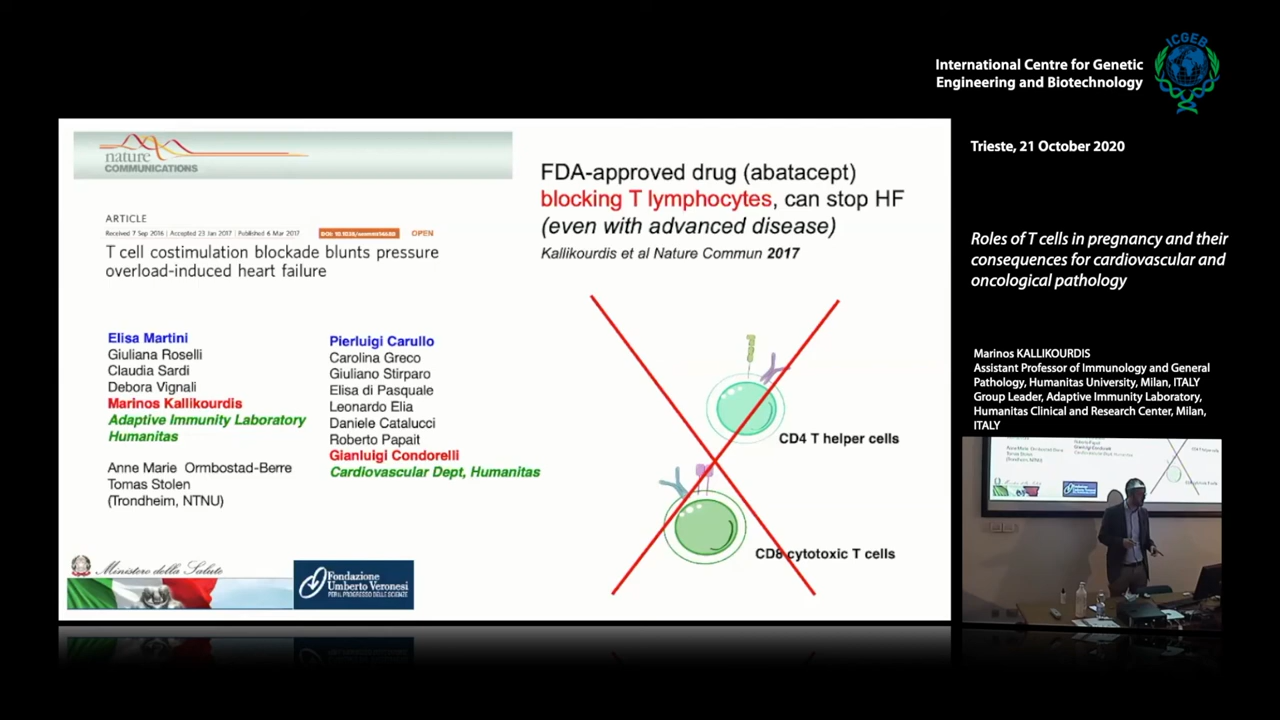 ICGEB
International Centre for Genetic
Engineering and Biotechnology
Trieste, 21 October 2020
Roles of T cells in pregnancy and their
consequences for cardiovascular and
oncological pathology
Marinos KALLIKOURDIS
Assistant Professor of Immunology and General
Pathology, Humanitas University, Milan, ITALY
Group Leader, Adaptive Immunity Laboratory,
Humanitas Clinical and Research Center, Milan,
ITALY
nature
COMMUNICATIONS
ARTICLE
Received 7 Sep 2016 | Accepted 23 Jan 2017 | Published 6 Mar 2017
OPEN
T cell costimulation blockade blunts pressure
overload-induced heart failure
FDA-approved drug (abatacept)
blocking T lymphocytes, can stop HF
(even with advanced disease)
Kallikourdis et al Nature Commun 2017
Elisa Martini
Giuliana Roselli
Claudia Sardi
Debora Vignali
Marinos Kallikourdis
Adaptive Immunity Laboratory
Humanitas
Anne Marie Ormbostad-Berre
Tomas Stolen
(Trondheim, NTNU)
Pierluigi Carullo
Carolina Greco
Giuliano Stirparo
Elisa di Pasquale
Leonardo Elia
Daniele Catalucci
Roberto Papait
Gianluigi Condorelli
Cardiovascular Dept, Humanitas
CD4 T helper cells
CD8 cytotoxic T cells
Ministero della Salute
Fondazione
Umberto Veronesi
PER IL PROGRESSO DELLE SCIENZE